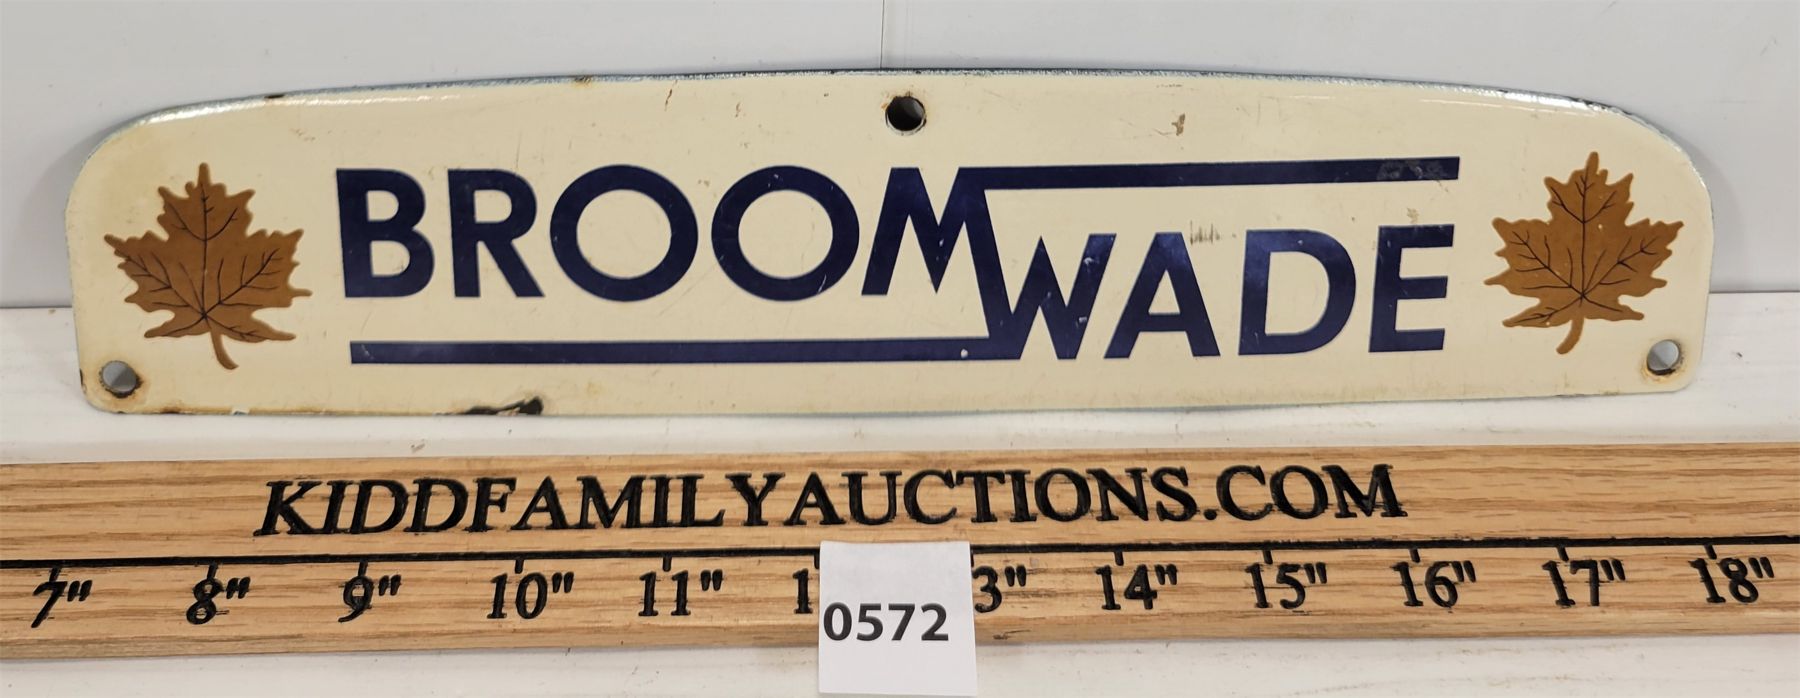 BROOM WADE
KIDDFAMILYAUCTIONS.COM
7" 8" 9" 10" 11" 1 3" 14" 15" 16" 17" 18"
0572